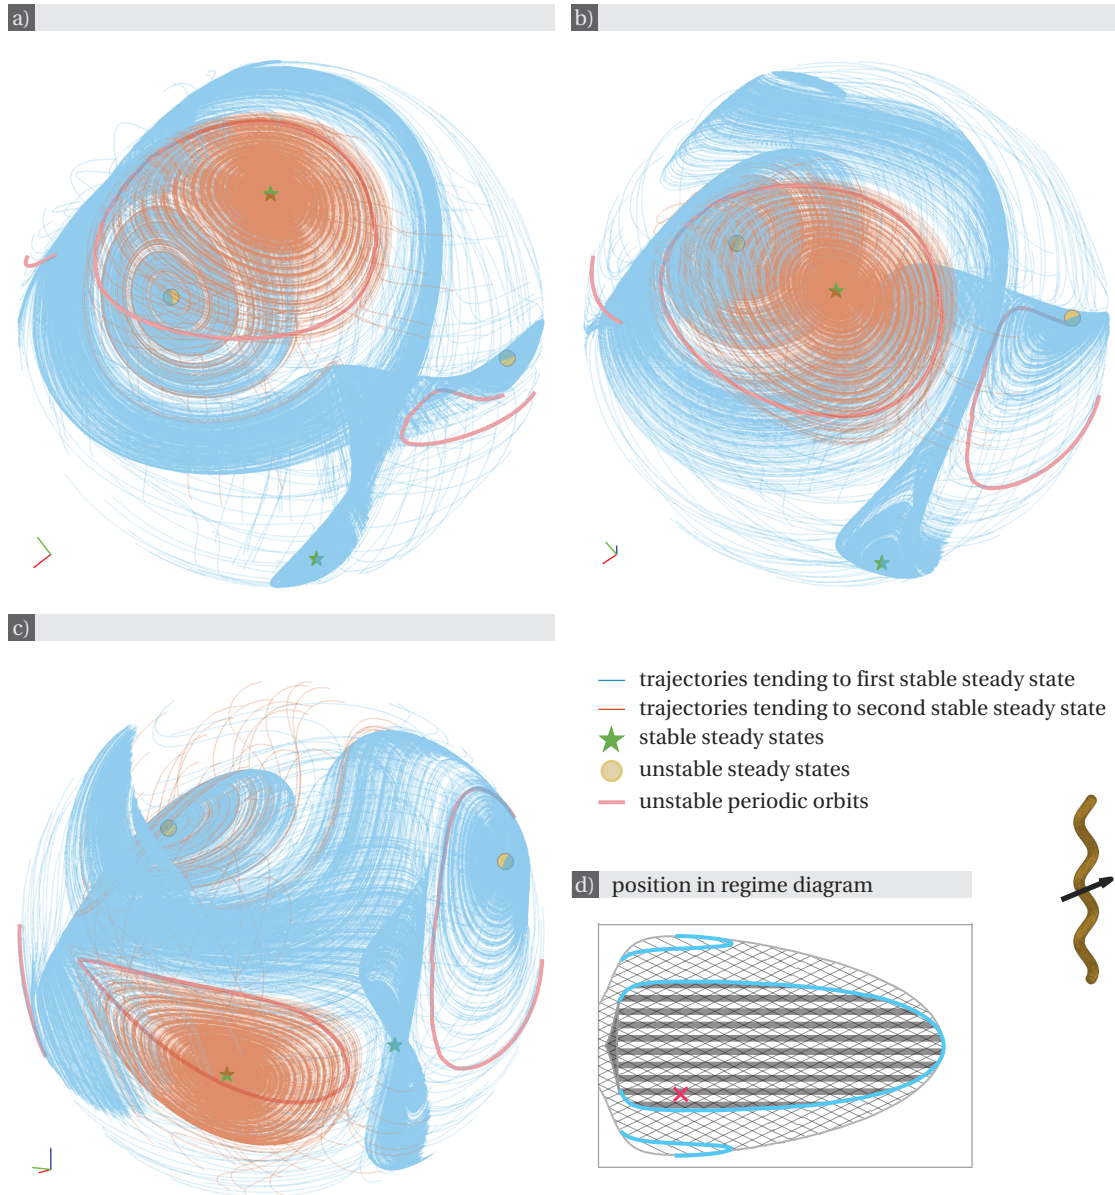 a)
b)
c)
trajectories tending to first stable steady state
trajectories tending to second stable steady state
stable steady states
unstable steady states
unstable periodic orbits
d) position in regime diagram